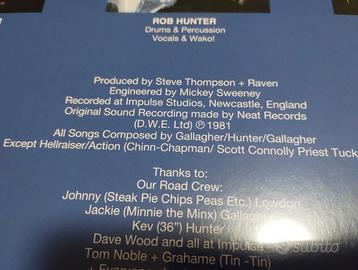 ROB HUNTER
Drums & Percussion
Vocals & Wako!
Produced by Steve Thompson + Raven
Engineered by Mickey Sweeney
Recorded at Impulse Studios, Newcastle, England
Original Sound Recording made by Neat Records
(D.W.E. Ltd) ℗ 1981
All Songs Composed by Gallagher/Hunter/Gallagher
Except Hellraiser/Action (Chinn-Chapman/ Scott Connolly Priest Tuck
Thanks to:
Our Road Crew:
Johnny (Steak Pie Chips Peas Etc.) Lowdon
Jackie (Minnie the Minx) Gallagh
Kev (36") Hunter
Dave Wood and all at Impuls
Tom Noble + Grahame (Tin -Tin)
subito